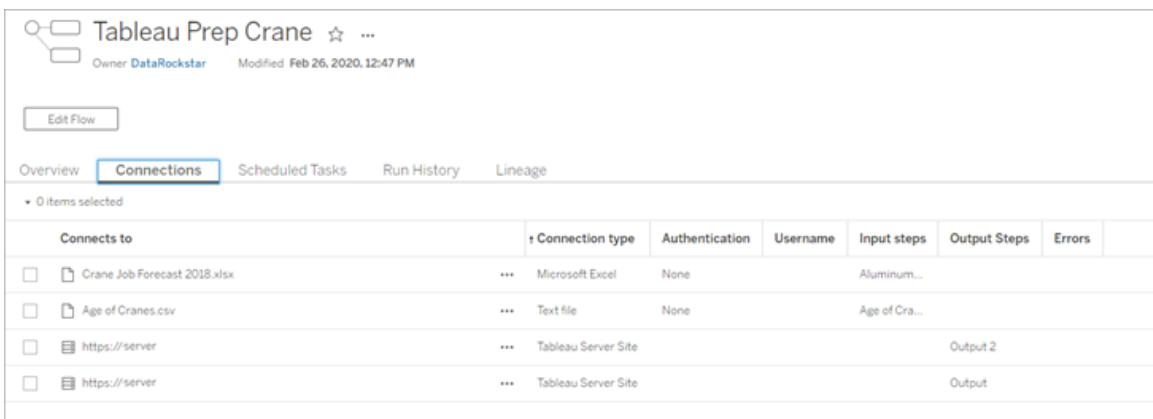 Tableau Prep Crane ☆ ...
Owner DataRockstar Modified Feb 26, 2020, 12:47 PM
Edit Flow
Overview Connections Scheduled Tasks Run History Lineage
▾ 0 items selected
Connects to ↑ Connection type Authentication Username Input steps Output Steps Errors
Crane Job Forecast 2018.xlsx ... Microsoft Excel None Aluminum...
Age of Cranes.csv ... Text file None Age of Cra...
https://server ... Tableau Server Site Output 2
https://server ... Tableau Server Site Output